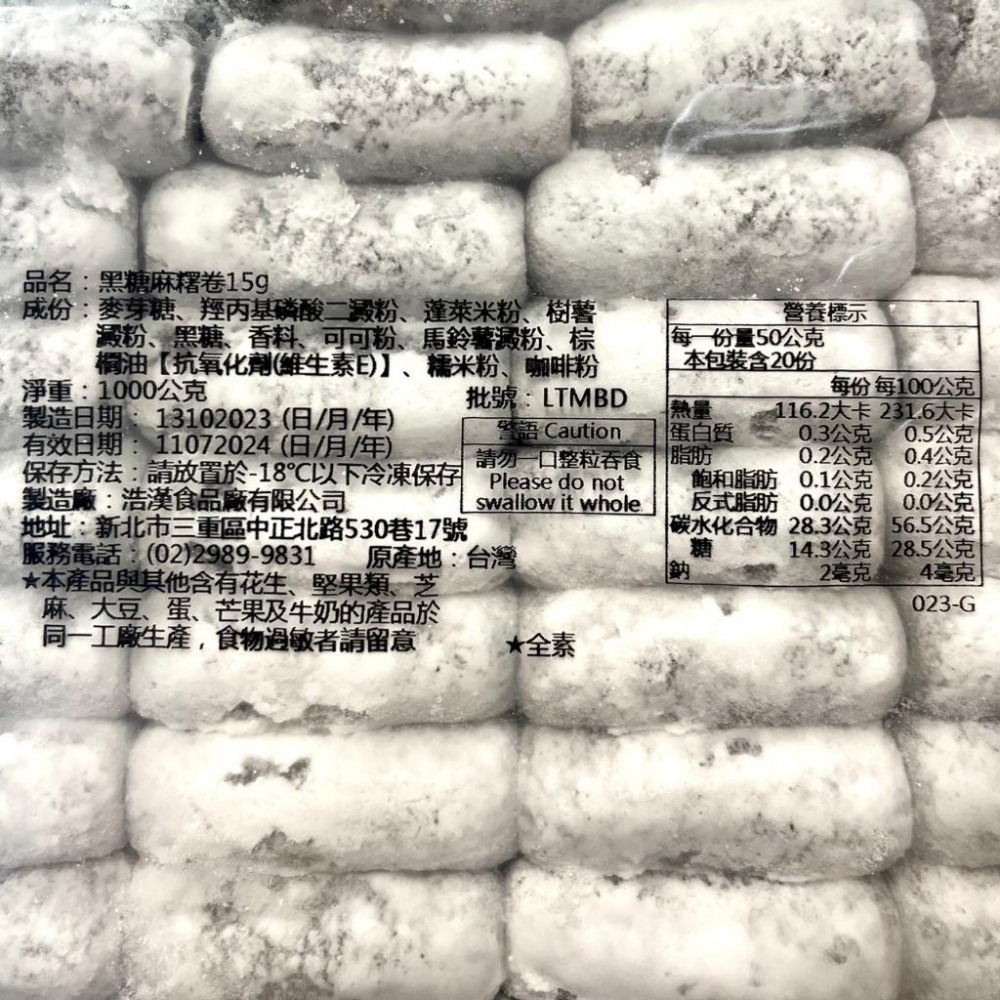 品名：黑糖麻糬卷15g
成份：麥芽糖、羥丙基磷酸二澱粉、蓬萊米粉、樹薯
澱粉、黑糖、香料、可可粉、馬鈴薯澱粉、棕
櫚油【抗氧化劑(維生素E)】、糯米粉、咖啡粉
淨重：1000公克
批號：LTMBD
製造日期：13102023 (日/月/年)
有效日期：11072024 (日/月/年)
保存方法：請放置於-18℃以下冷凍保存
製造廠：浩漢食品廠有限公司
地址：新北市三重區中正北路530巷17號
服務電話：(02)2989-9831 原產地：台灣
★本產品與其他含有花生、堅果類、芝
麻、大豆、蛋、芒果及牛奶的產品於
同一工廠生產，食物過敏者請留意
★全素
警語 Caution
請勿一口整粒吞食
Please do not
swallow it whole
營養標示
每一份量50公克
本包裝含20份
每份 每100公克
熱量 116.2大卡 231.6大卡
蛋白質 0.3公克 0.5公克
脂肪 0.2公克 0.4公克
飽和脂肪 0.1公克 0.2公克
反式脂肪 0.0公克 0.0公克
碳水化合物 28.3公克 56.5公克
糖 14.3公克 28.5公克
鈉 2毫克 4毫克
023-G